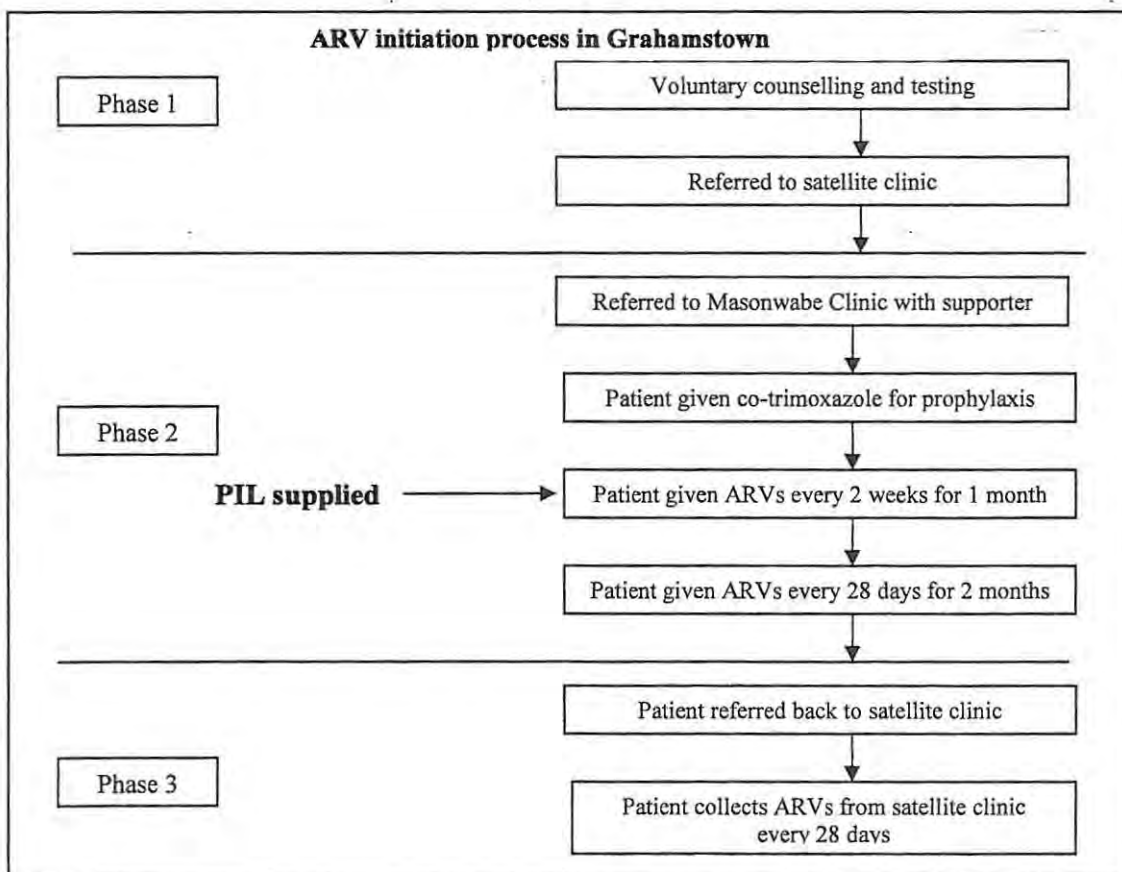 ARV initiation process in Grahamstown
Phase 1
Voluntary counselling and testing
Referred to satellite clinic
Referred to Masonwabe Clinic with supporter
Patient given co-trimoxazole for prophylaxis
Phase 2
PIL supplied
Patient given ARVs every 2 weeks for 1 month
Patient given ARVs every 28 days for 2 months
Patient referred back to satellite clinic
Phase 3
Patient collects ARVs from satellite clinic
every 28 days